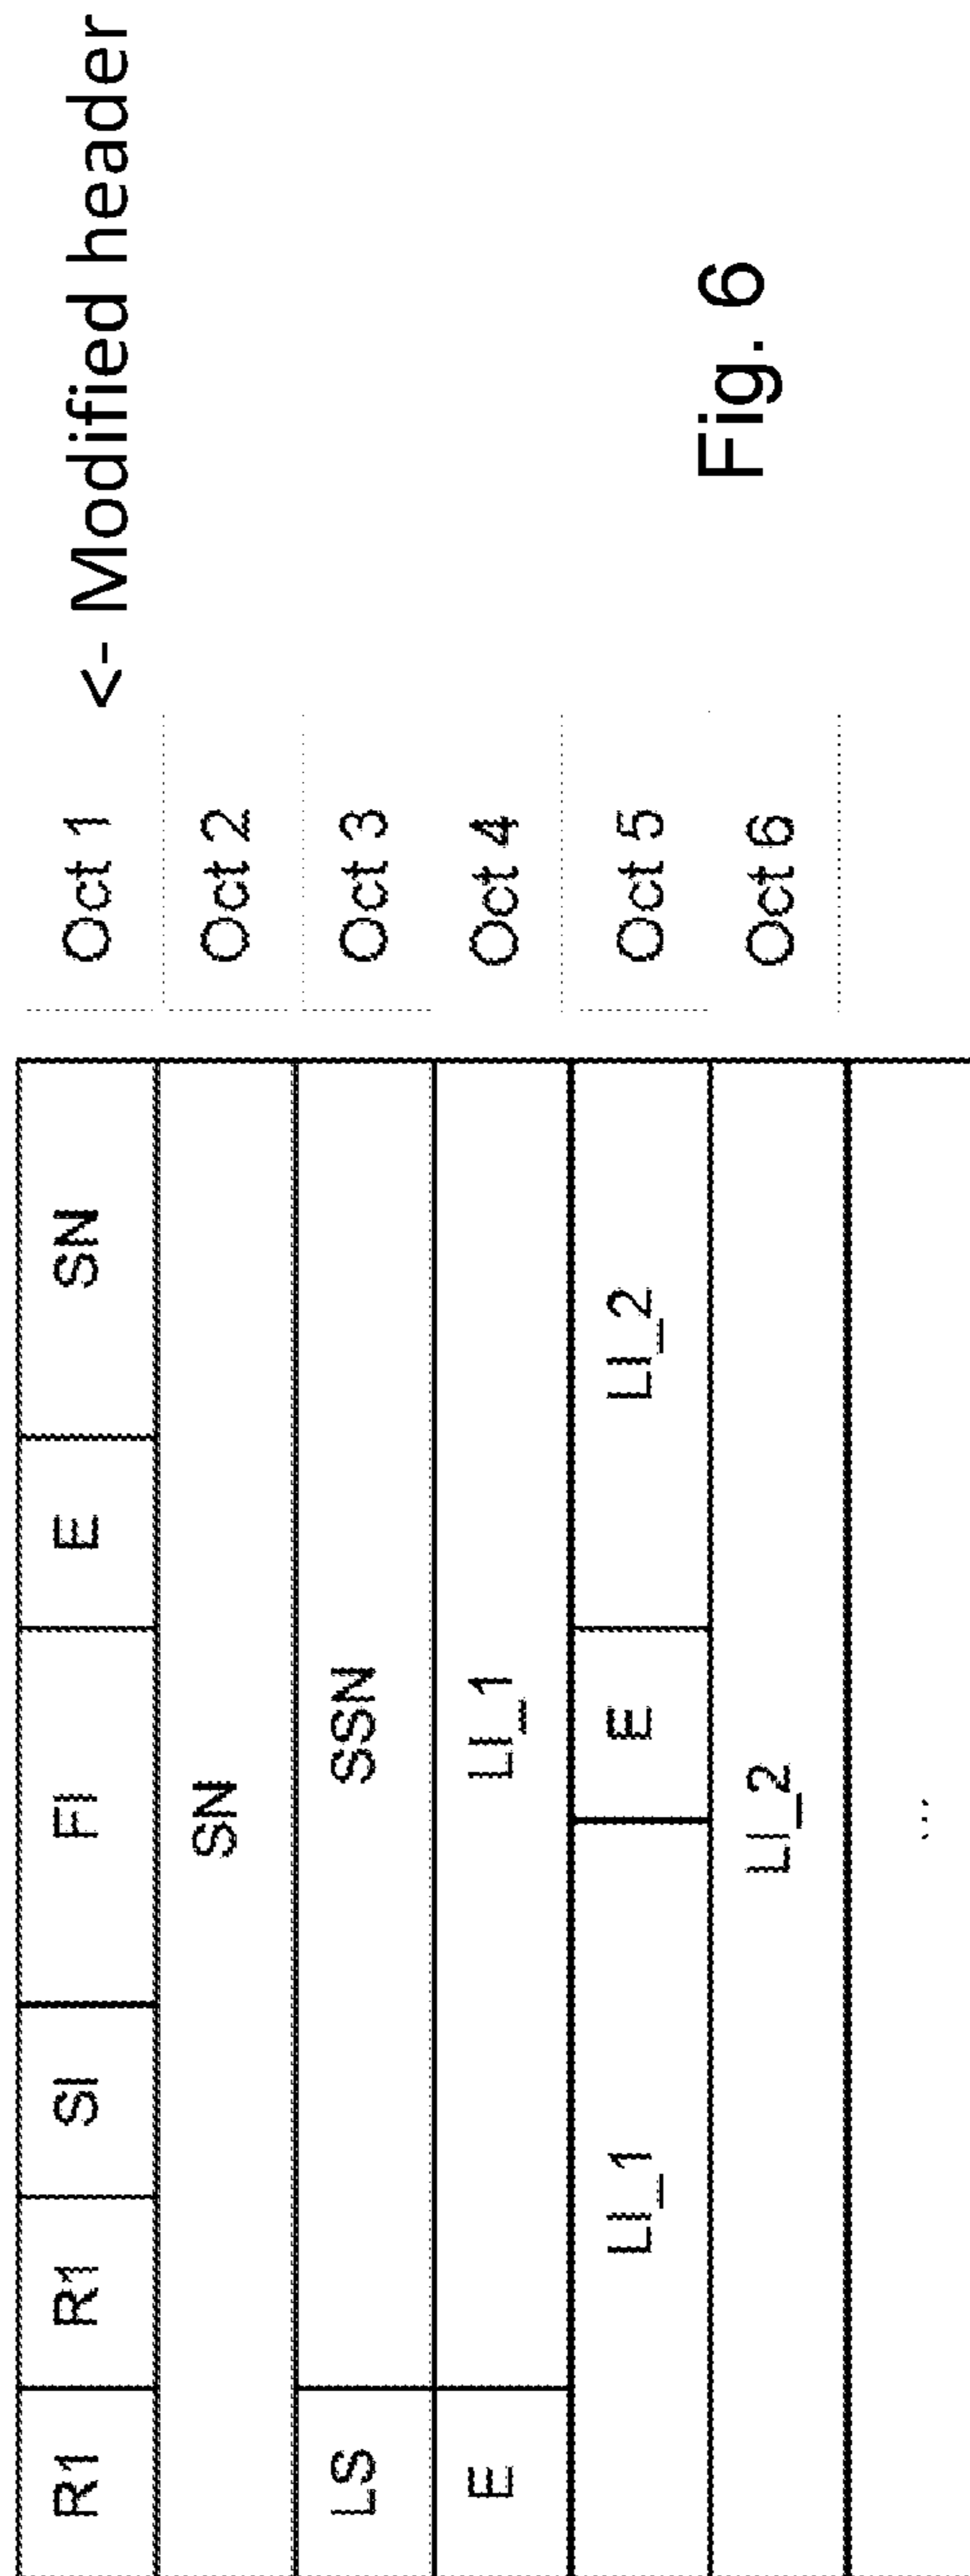 R1 R1 SI FI E SN Oct 1 <- Modified header
SN Oct 2
LS SSN Oct 3
E LI_1 Oct 4
LI_1 E LI_2 Oct 5
LI_2 Oct 6
...
Fig. 6